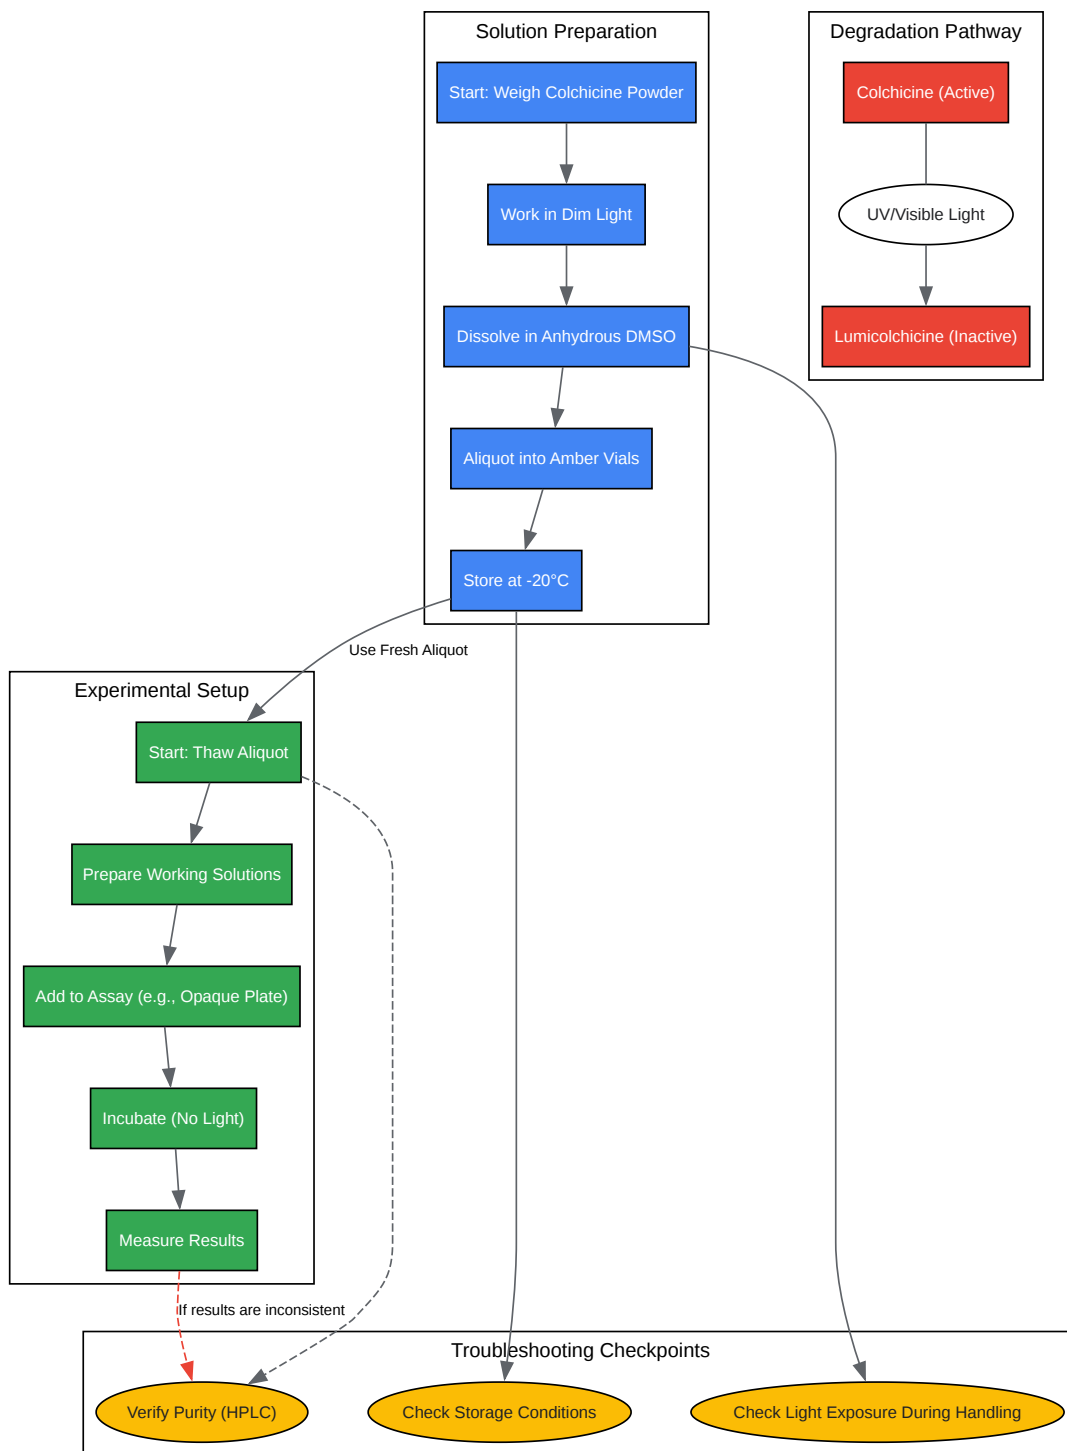 Solution Preparation
Start: Weigh Colchicine Powder
Work in Dim Light
Dissolve in Anhydrous DMSO
Aliquot into Amber Vials
Store at -20°C
Degradation Pathway
Colchicine (Active)
UV/Visible Light
Lumicolchicine (Inactive)
Use Fresh Aliquot
Experimental Setup
Start: Thaw Aliquot
Prepare Working Solutions
Add to Assay (e.g., Opaque Plate)
Incubate (No Light)
Measure Results
If results are inconsistent
Troubleshooting Checkpoints
Verify Purity (HPLC)
Check Storage Conditions
Check Light Exposure During Handling